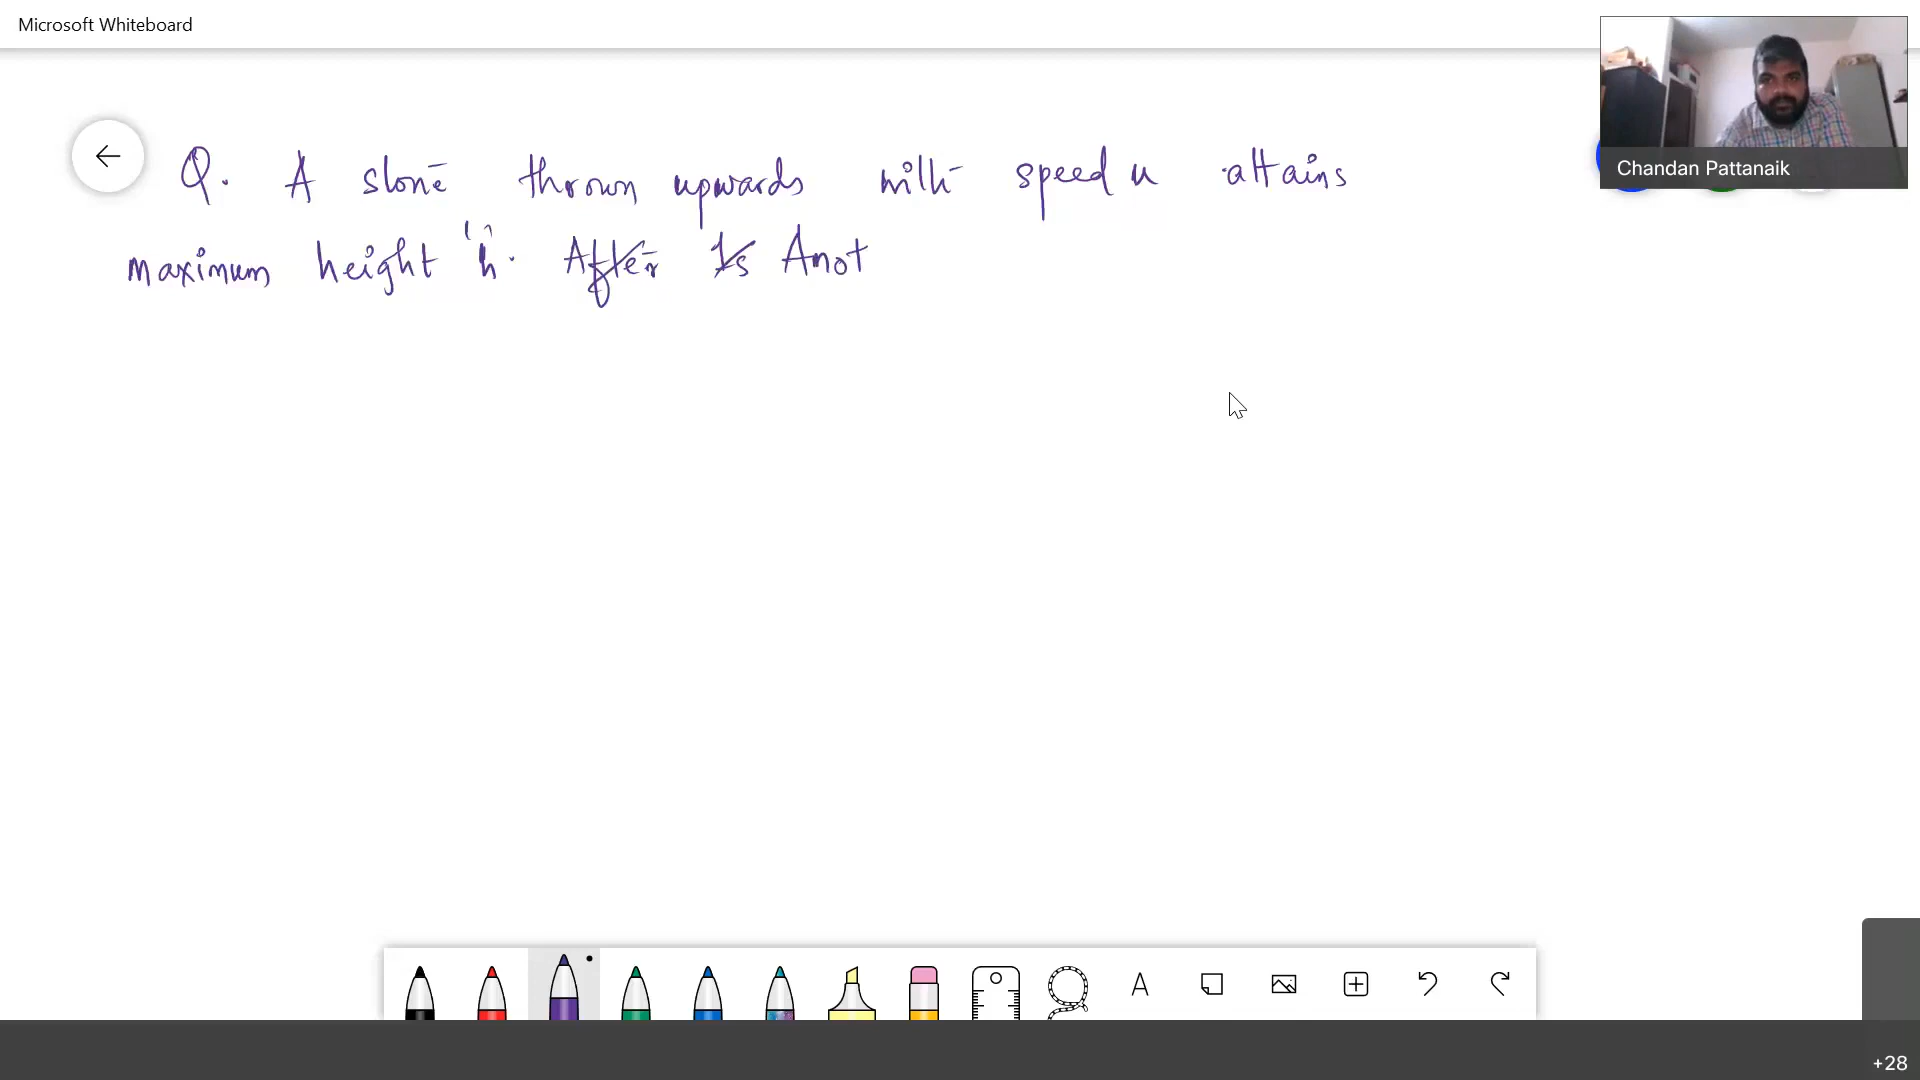 Microsoft Whiteboard
Chandan Pattanaik
Q. A stone thrown upwards with speed u attains
maximum height 'h'. After 1s Anot
A
+28